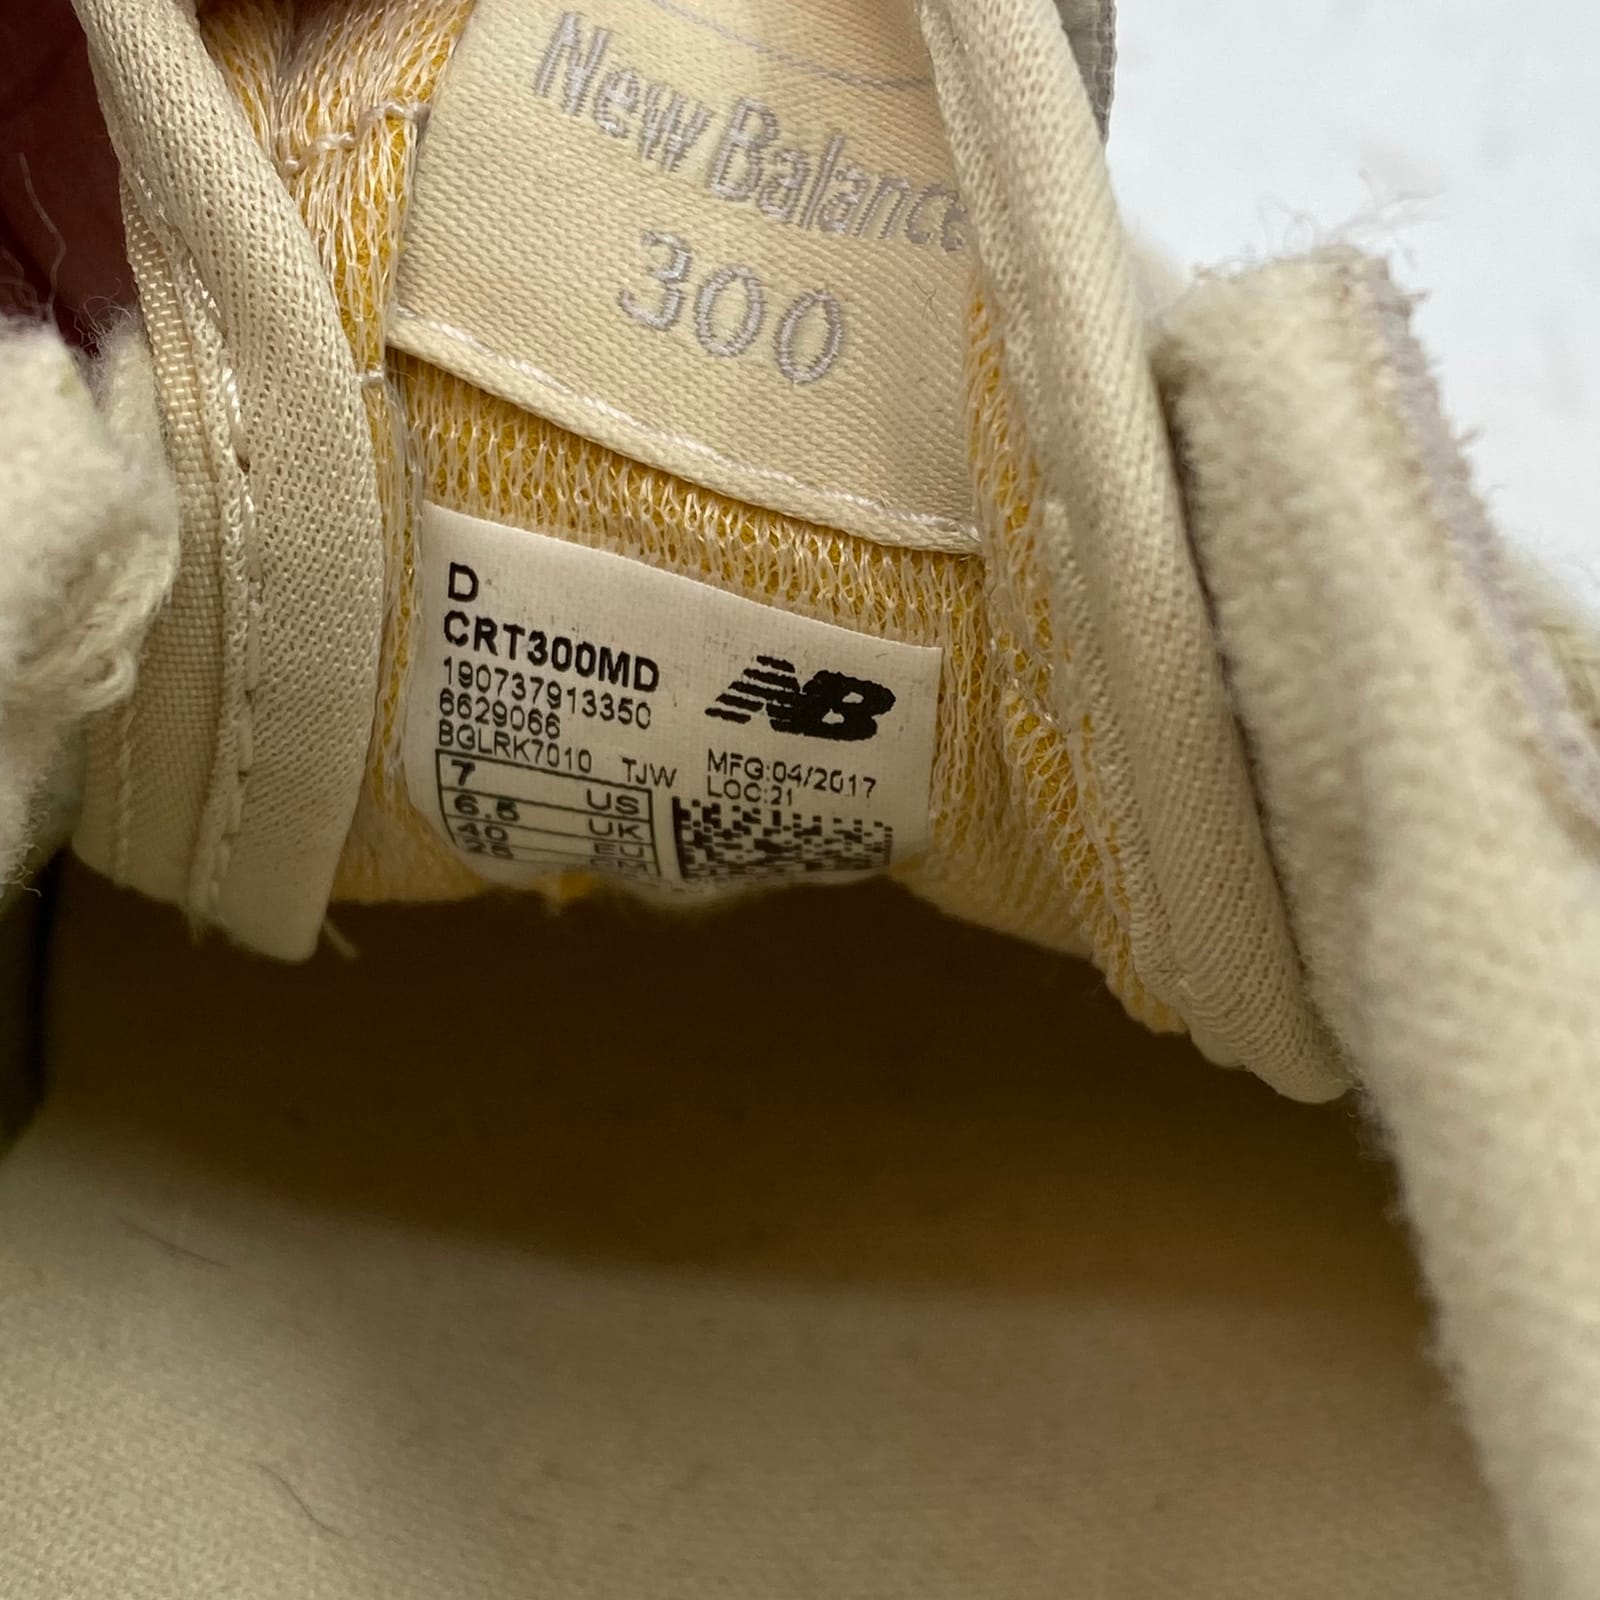 New Balance
300
D
CRT300MD
190737913350
6629066
BGLRK7010 TJW
NB
MFG:04/2017
LOC:21
7 US
6.5 UK
40 EU